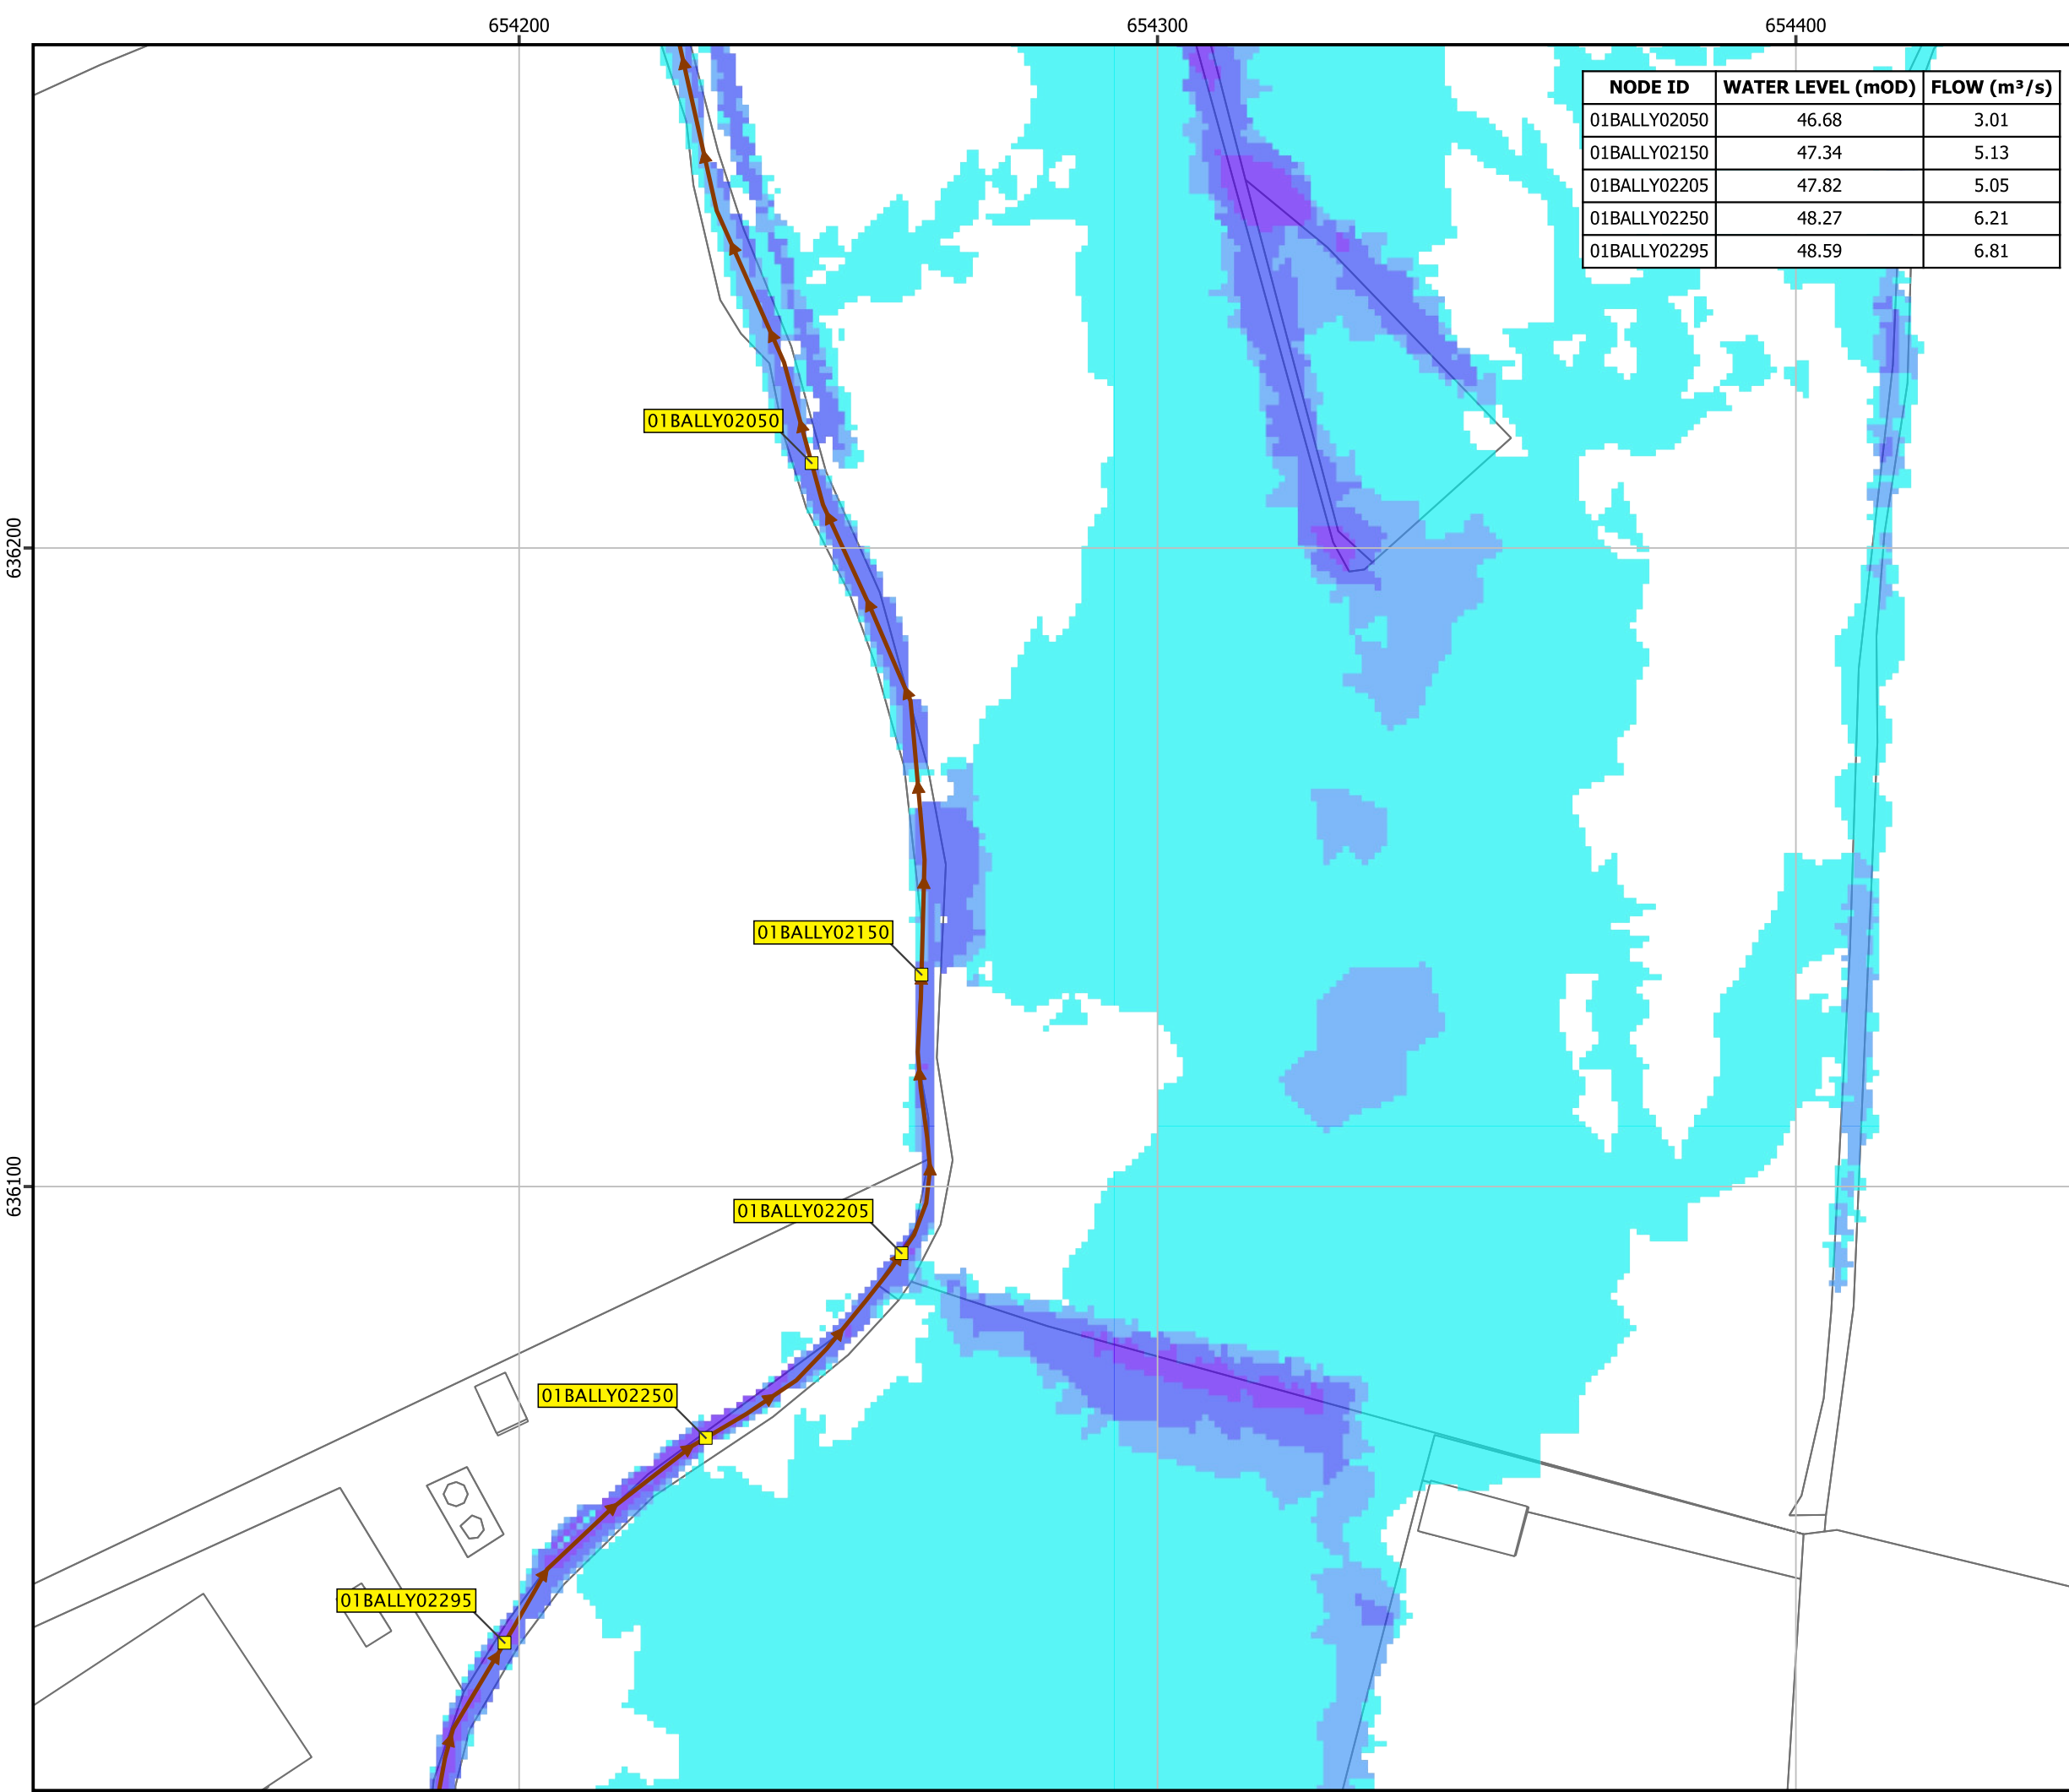 654200 654300 654400
NODE ID WATER LEVEL (mOD) FLOW (m³/s)
01BALLY02050 46.68 3.01
01BALLY02150 47.34 5.13
01BALLY02205 47.82 5.05
01BALLY02250 48.27 6.21
01BALLY02295 48.59 6.81
01BALLY02050
636200
01BALLY02150
636100
01BALLY02205
01BALLY02250
01BALLY02295